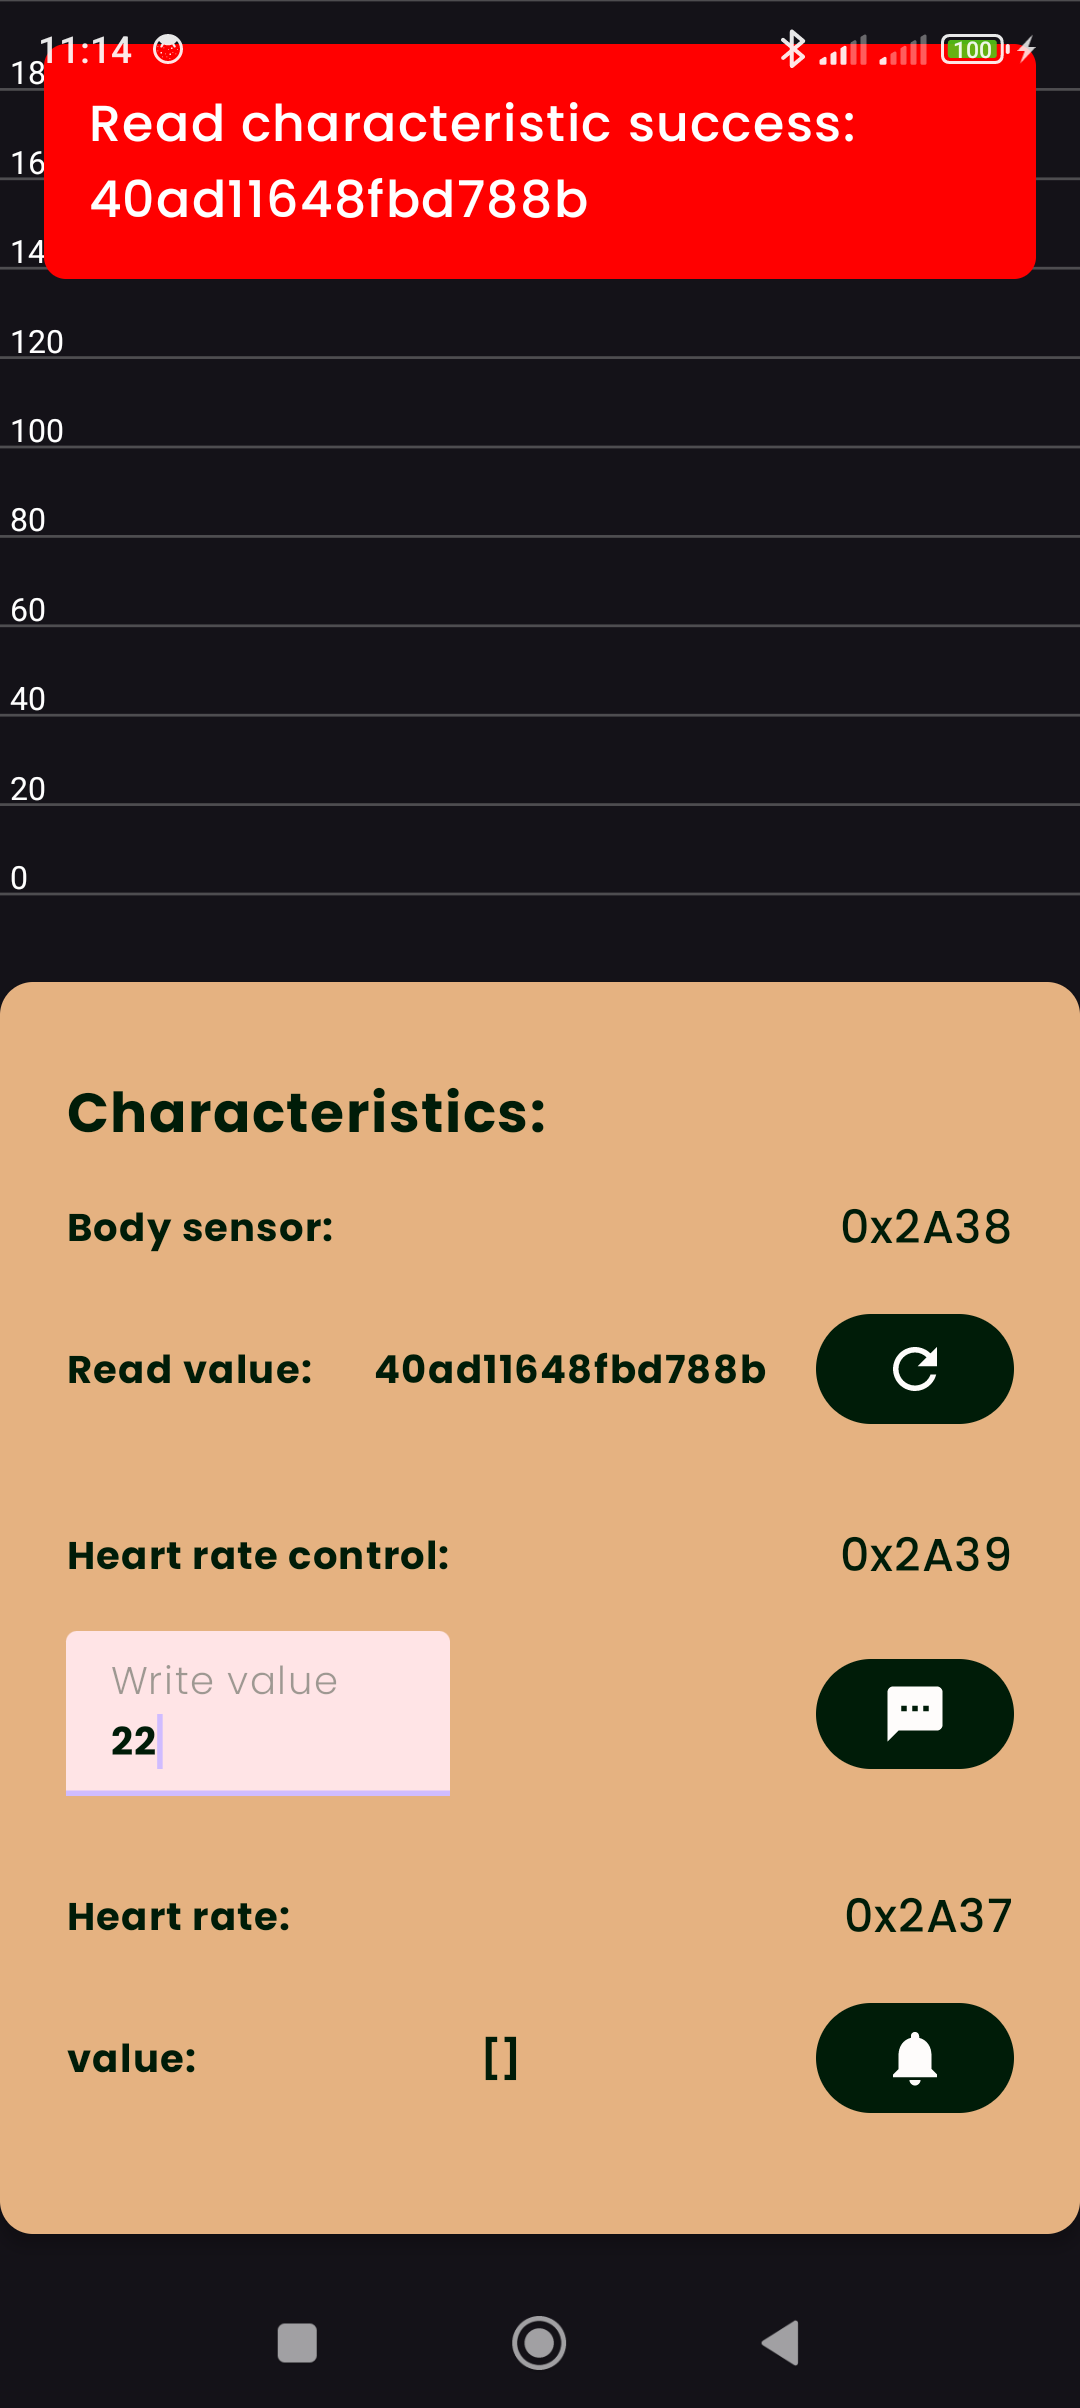 11:14
100
18
Read characteristic success:
16
40ad11648fbd788b
14
120
100
80
60
40
20
0
Characteristics:
Body sensor: 0x2A38
Read value: 40ad11648fbd788b
Heart rate control: 0x2A39
Write value
22
Heart rate: 0x2A37
value: []